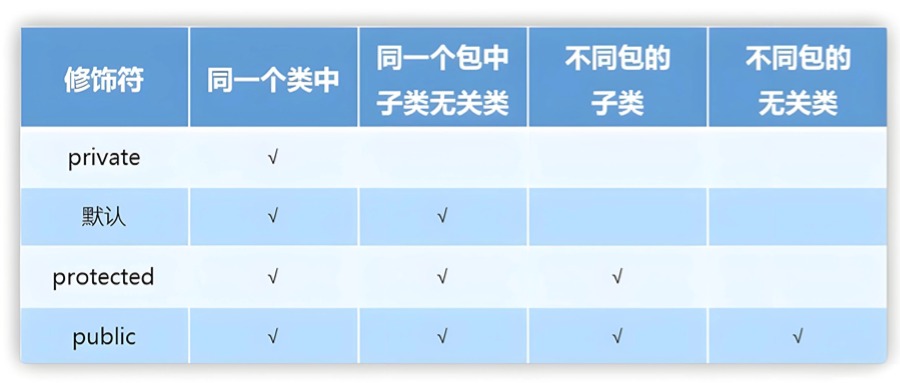 修饰符 同一个类中 同一个包中 不同包的 不同包的
子类无关类 子类 无关类
private √
默认 √ √
protected √ √ √
public √ √ √ √